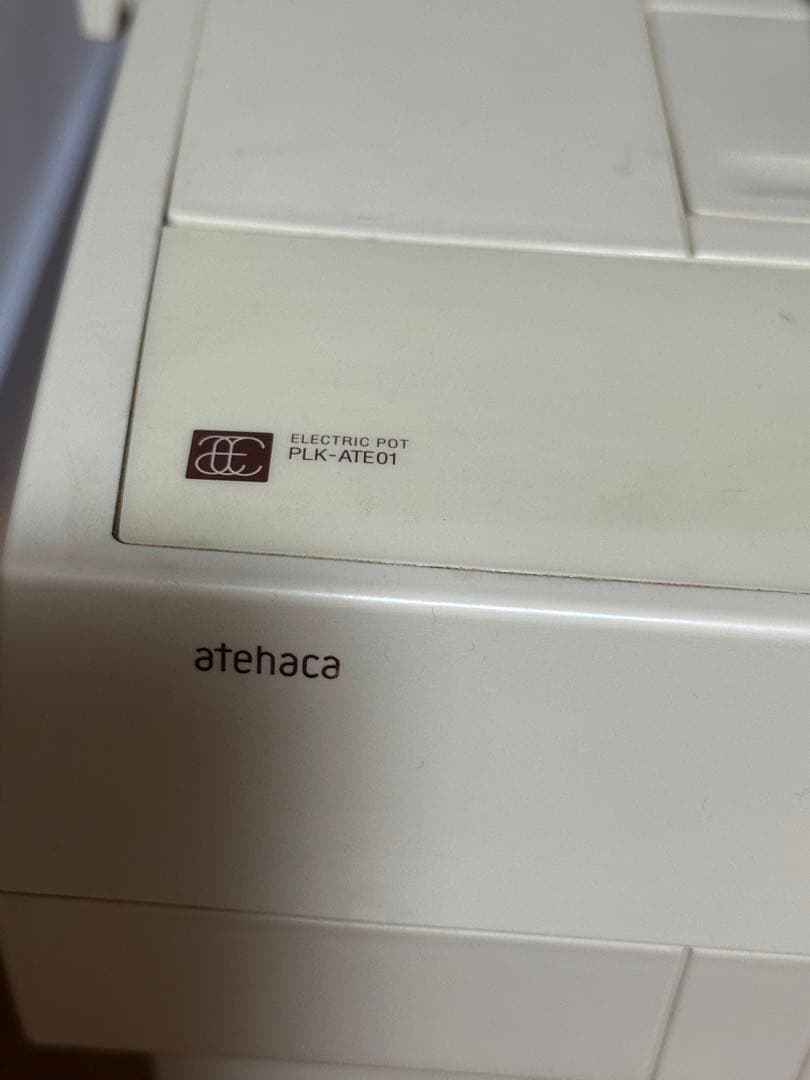 ELECTRIC POT
PLK-ATE01
atehaca